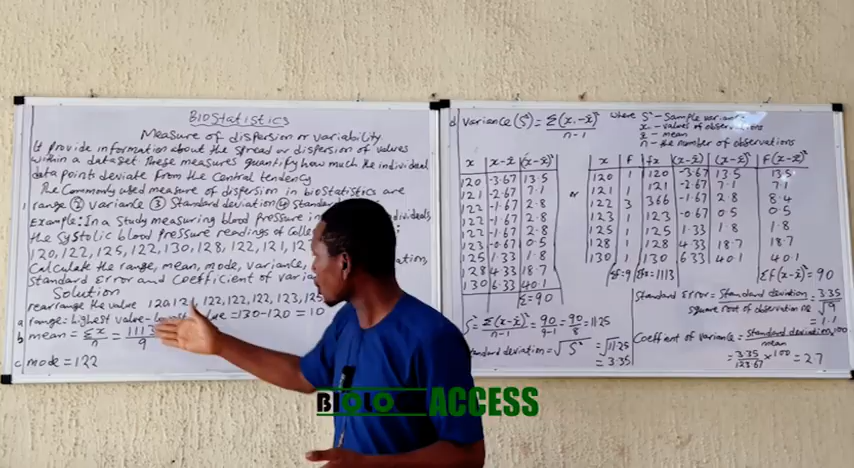 BIOStatistics
Measure of dispersion or variability
It provide information about the spread or dispersion of values
within a dataset. These measures quantify how much the individual
data points deviate from the central tendency
The Commonly used measure of dispersion in biostatistics are
1 range ② variance ③ Standard deviation ④ Standard
Example: In a study measuring blood pressure in
the systolic blood pressure readings of
120, 122, 125, 122, 130, 128, 122, 121,
Calculate the range, mean, mode, variance,
Standard Error and Coefficient of
Solution
rearrange the value 120, 121, 122, 122, 122, 123, 125
a range = Highest value - = 130-120 = 10
b mean = Σx/n = 1113/9
c mode = 122
d Variance (S²) = Σ(x-x̄)²/n-1 where S² - Sample variance
x - values of observations
x̄ - mean
n - the number of observations
x x-x̄ (x-x̄)²
120 -3.67 13.5
121 -2.67 7.1
122 -1.67 2.8
122 -1.67 2.8
122 -1.67 2.8
123 -0.67 0.5
125 1.33 1.8
128 4.33 18.7
130 6.33 40.1
Σ=90
or
x F fx (x-x̄) (x-x̄)² F(x-x̄)²
120 1 120 -3.67 13.5 13.5
121 1 121 -2.67 7.1 7.1
122 3 366 -1.67 2.8 8.4
123 1 123 -0.67 0.5 0.5
125 1 125 1.33 1.8 1.8
128 1 128 4.33 18.7 18.7
130 1 130 6.33 40.1 40.1
Σf=9 Σfx=1113 Σf(x-x̄)²=90
S² = Σ(x-x̄)²/n-1 = 90/9-1 = 90/8 = 11.25
Standard deviation = √S² = √11.25
= 3.35
Standard Error = Standard deviation/Square root of observation = 3.35/√9
= 1.1
Coefficient of variance = Standard deviation/mean ×100
= 3.35/123.67 × 100 = 2.7
BIOLO ACCESS